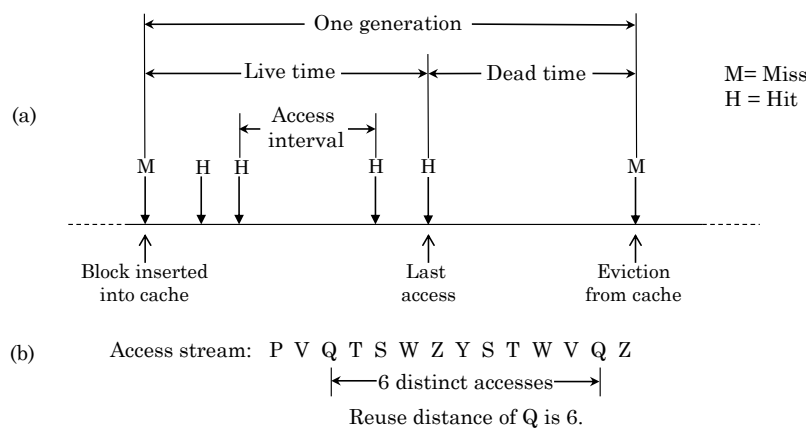 One generation
Live time
Dead time
M= Miss
H = Hit
(a)
Access
interval
M H H H H M
Block inserted
into cache
Last
access
Eviction
from cache
(b) Access stream: P V Q T S W Z Y S T W V Q Z
6 distinct accesses
Reuse distance of Q is 6.